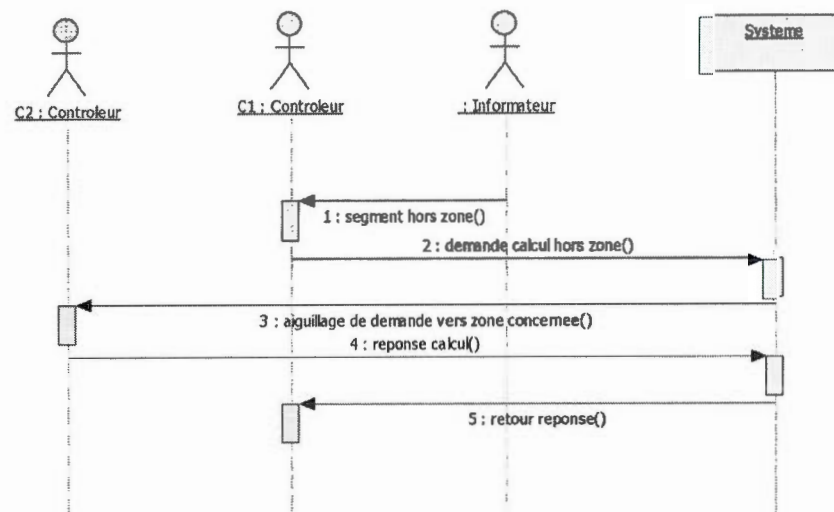 Systeme
C2 : Controleur
C1 : Controleur
: Informateur
1 : segment hors zone()
2 : demande calcul hors zone()
3 : aiguillage de demande vers zone concernee()
4 : reponse calcul()
5 : retour reponse()